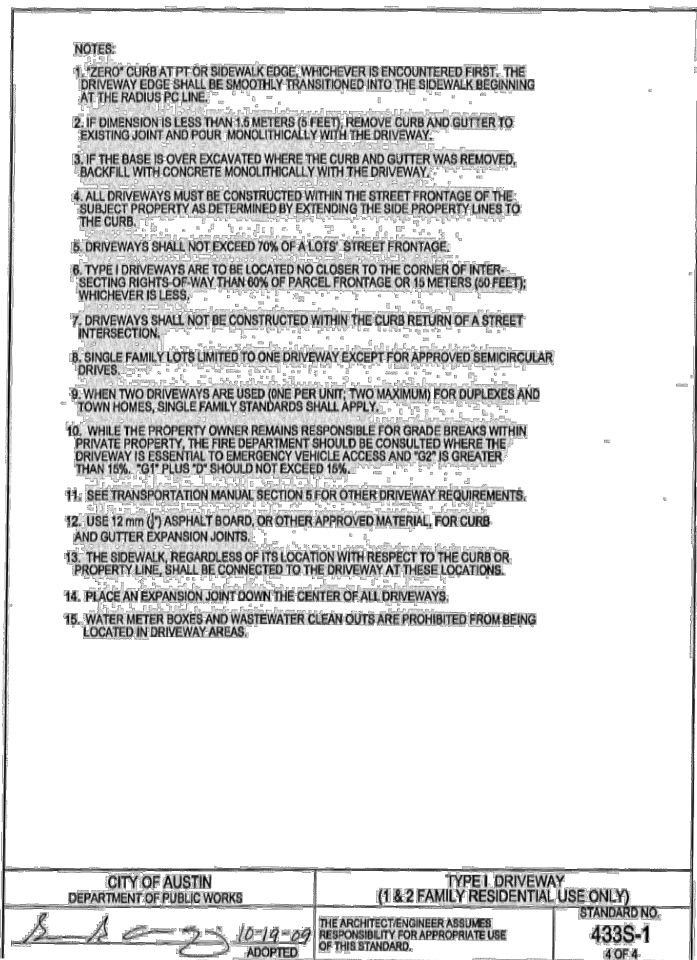 NOTES:
1. "ZERO" CURB AT PT OR SIDEWALK EDGE, WHICHEVER IS ENCOUNTERED FIRST. THE
DRIVEWAY EDGE SHALL BE SMOOTHLY TRANSITIONED INTO THE SIDEWALK BEGINNING
AT THE RADIUS PC LINE.
2. IF DIMENSION IS LESS THAN 1.5 METERS (5 FEET), REMOVE CURB AND GUTTER TO
EXISTING JOINT AND POUR MONOLITHICALLY WITH THE DRIVEWAY.
3. IF THE BASE IS OVER EXCAVATED WHERE THE CURB AND GUTTER WAS REMOVED,
BACKFILL WITH CONCRETE MONOLITHICALLY WITH THE DRIVEWAY.
4. ALL DRIVEWAYS MUST BE CONSTRUCTED WITHIN THE STREET FRONTAGE OF THE
SUBJECT PROPERTY AS DETERMINED BY EXTENDING THE SIDE PROPERTY LINES TO
THE CURB.
5. DRIVEWAYS SHALL NOT EXCEED 70% OF A LOTS' STREET FRONTAGE.
6. TYPE I DRIVEWAYS ARE TO BE LOCATED NO CLOSER TO THE CORNER OF INTER-
SECTING RIGHTS-OF-WAY THAN 60% OF PARCEL FRONTAGE OR 15 METERS (50 FEET);
WHICHEVER IS LESS.
7. DRIVEWAYS SHALL NOT BE CONSTRUCTED WITHIN THE CURB RETURN OF A STREET
INTERSECTION.
8. SINGLE FAMILY LOTS LIMITED TO ONE DRIVEWAY EXCEPT FOR APPROVED SEMICIRCULAR
DRIVES.
9. WHEN TWO DRIVEWAYS ARE USED (ONE PER UNIT; TWO MAXIMUM) FOR DUPLEXES AND
TOWN HOMES, SINGLE FAMILY STANDARDS SHALL APPLY.
10. WHILE THE PROPERTY OWNER REMAINS RESPONSIBLE FOR GRADE BREAKS WITHIN
PRIVATE PROPERTY, THE FIRE DEPARTMENT SHOULD BE CONSULTED WHERE THE
DRIVEWAY IS ESSENTIAL TO EMERGENCY VEHICLE ACCESS AND "G2" IS GREATER
THAN 15%. "G1" PLUS "D" SHOULD NOT EXCEED 15%.
11. SEE TRANSPORTATION MANUAL SECTION 5 FOR OTHER DRIVEWAY REQUIREMENTS.
12. USE 12 mm ASPHALT BOARD, OR OTHER APPROVED MATERIAL, FOR CURB
AND GUTTER EXPANSION JOINTS.
13. THE SIDEWALK, REGARDLESS OF ITS LOCATION WITH RESPECT TO THE CURB OR
PROPERTY LINE, SHALL BE CONNECTED TO THE DRIVEWAY AT THESE LOCATIONS.
14. PLACE AN EXPANSION JOINT DOWN THE CENTER OF ALL DRIVEWAYS.
15. WATER METER BOXES AND WASTEWATER CLEAN OUTS ARE PROHIBITED FROM BEING
LOCATED IN DRIVEWAY AREAS.
CITY OF AUSTIN
DEPARTMENT OF PUBLIC WORKS
10-19-09
ADOPTED
TYPE I DRIVEWAY
(1 & 2 FAMILY RESIDENTIAL USE ONLY)
THE ARCHITECT/ENGINEER ASSUMES
RESPONSIBILITY FOR APPROPRIATE USE
OF THIS STANDARD.
STANDARD NO.
433S-1
4 OF 4